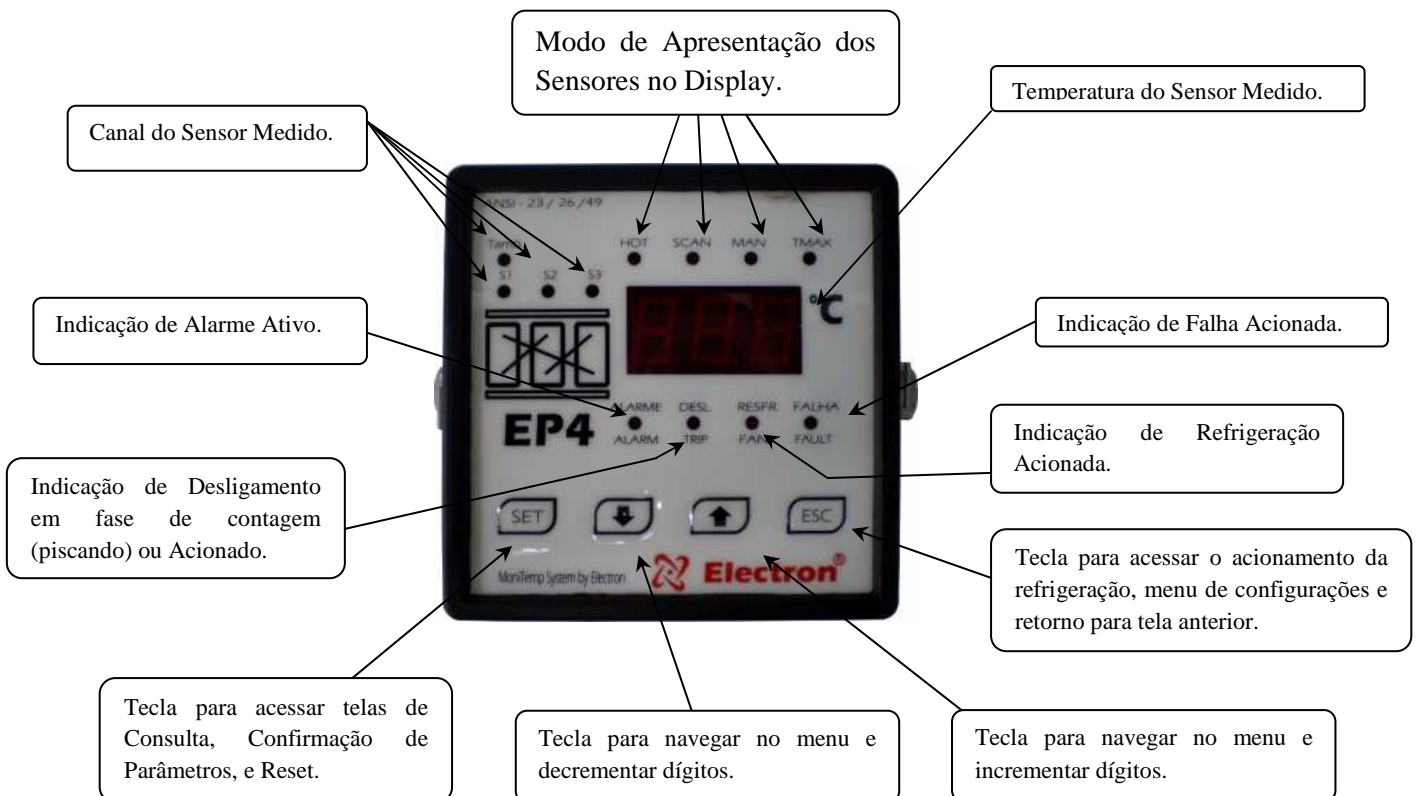 Modo de Apresentação dos
Sensores no Display.
Temperatura do Sensor Medido.
Canal do Sensor Medido.
ANSI - 23 / 26 /49
Tamb
HOT SCAN MAN TMAX
S1 S2 S3
°C
Indicação de Alarme Ativo.
Indicação de Falha Acionada.
ALARME DESL RESFR. FALHA
EP4
ALARM TRIP FAN FAULT
Indicação de Refrigeração
Acionada.
Indicação de Desligamento
em fase de contagem
(piscando) ou Acionado.
SET
ESC
MoniTemp System by Electron
Electron®
Tecla para acessar o acionamento da
refrigeração, menu de configurações e
retorno para tela anterior.
Tecla para acessar telas de
Consulta, Confirmação de
Parâmetros, e Reset.
Tecla para navegar no menu e
decrementar dígitos.
Tecla para navegar no menu e
incrementar dígitos.